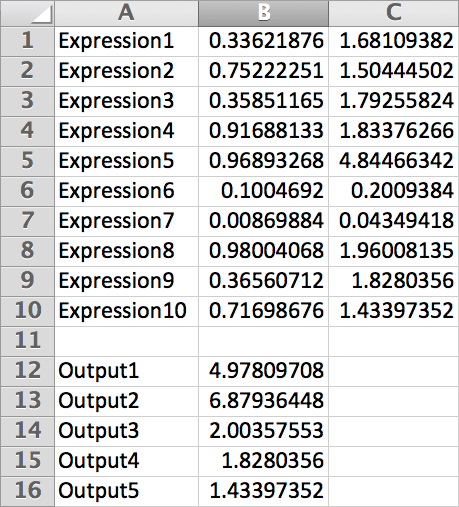 A B C
1 Expression1 0.33621876 1.68109382
2 Expression2 0.75222251 1.50444502
3 Expression3 0.35851165 1.79255824
4 Expression4 0.91688133 1.83376266
5 Expression5 0.96893268 4.84466342
6 Expression6 0.1004692 0.2009384
7 Expression7 0.00869884 0.04349418
8 Expression8 0.98004068 1.96008135
9 Expression9 0.36560712 1.8280356
10 Expression10 0.71698676 1.43397352
11
12 Output1 4.97809708
13 Output2 6.87936448
14 Output3 2.00357553
15 Output4 1.8280356
16 Output5 1.43397352